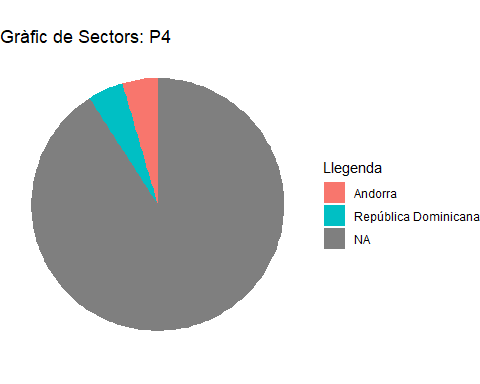 Gràfic de Sectors: P4
Llegenda
Andorra
República Dominicana
NA